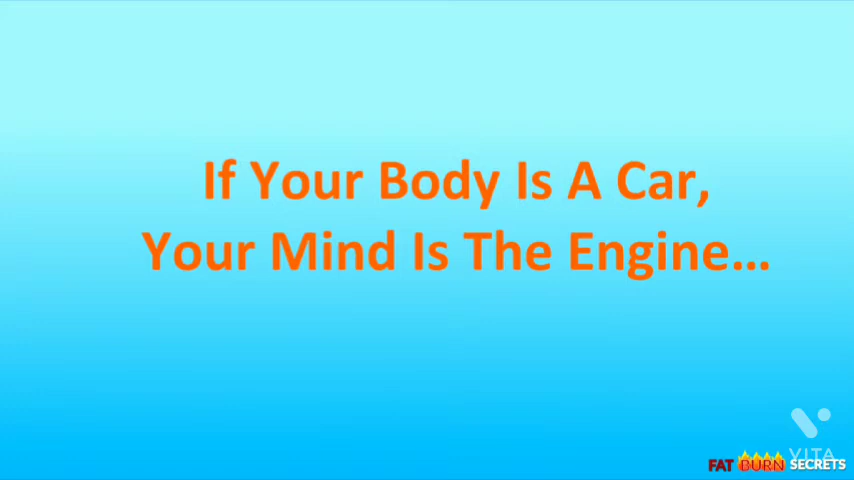 If Your Body Is A Car,
Your Mind Is The Engine...
VITA
FAT BURN SECRETS